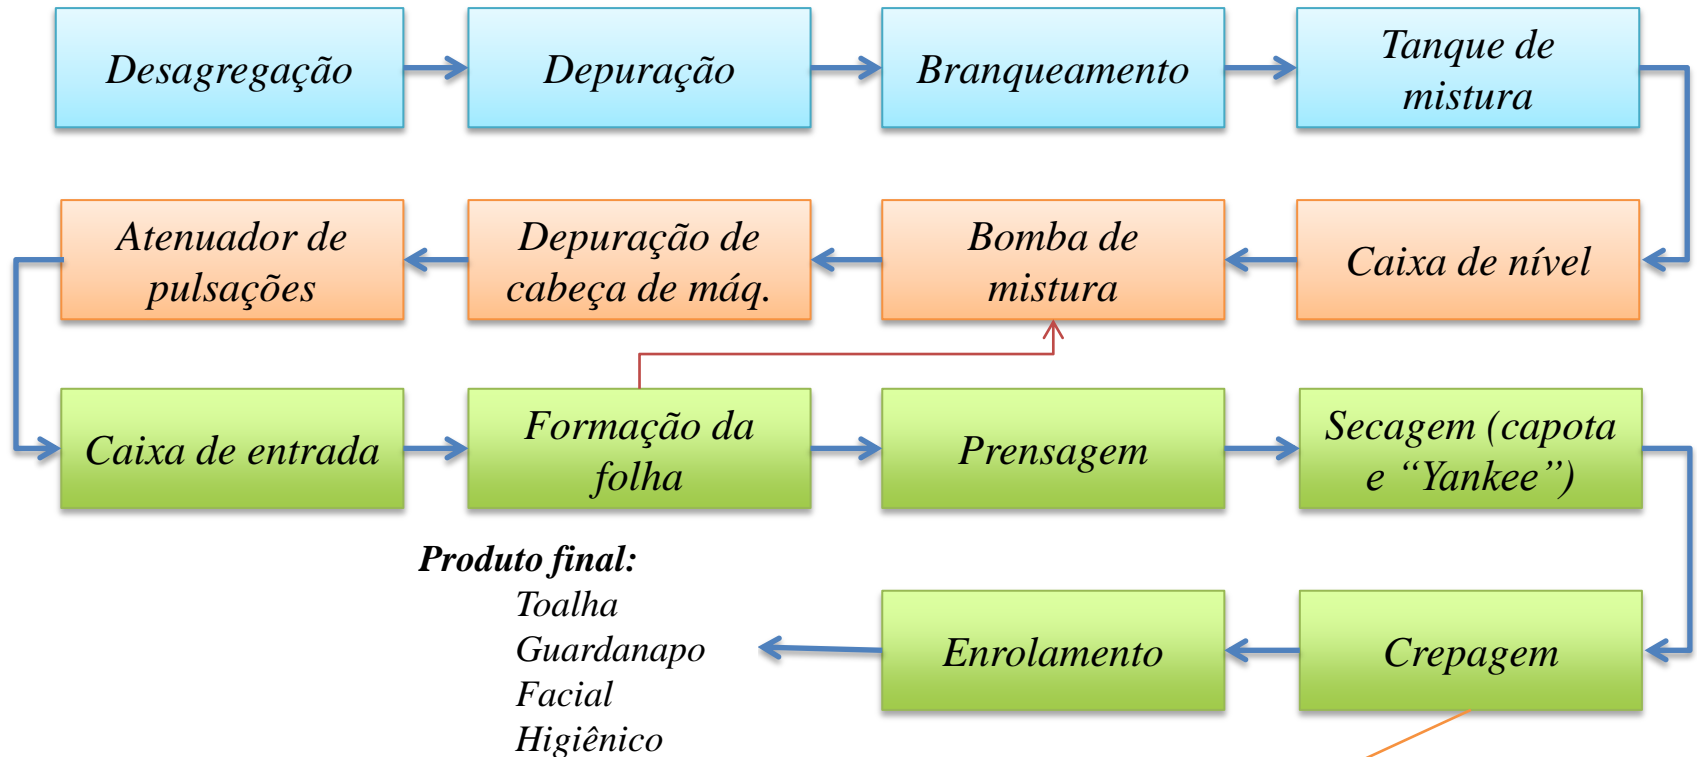 Desagregação
Depuração
Branqueamento
Tanque de
mistura
Atenuador de
pulsações
Depuração de
cabeça de máq.
Bomba de
mistura
Caixa de nível
Caixa de entrada
Formação da
folha
Prensagem
Secagem (capota
e “Yankee”)
Produto final:
Toalha
Guardanapo
Facial
Higiênico
Enrolamento
Crepagem